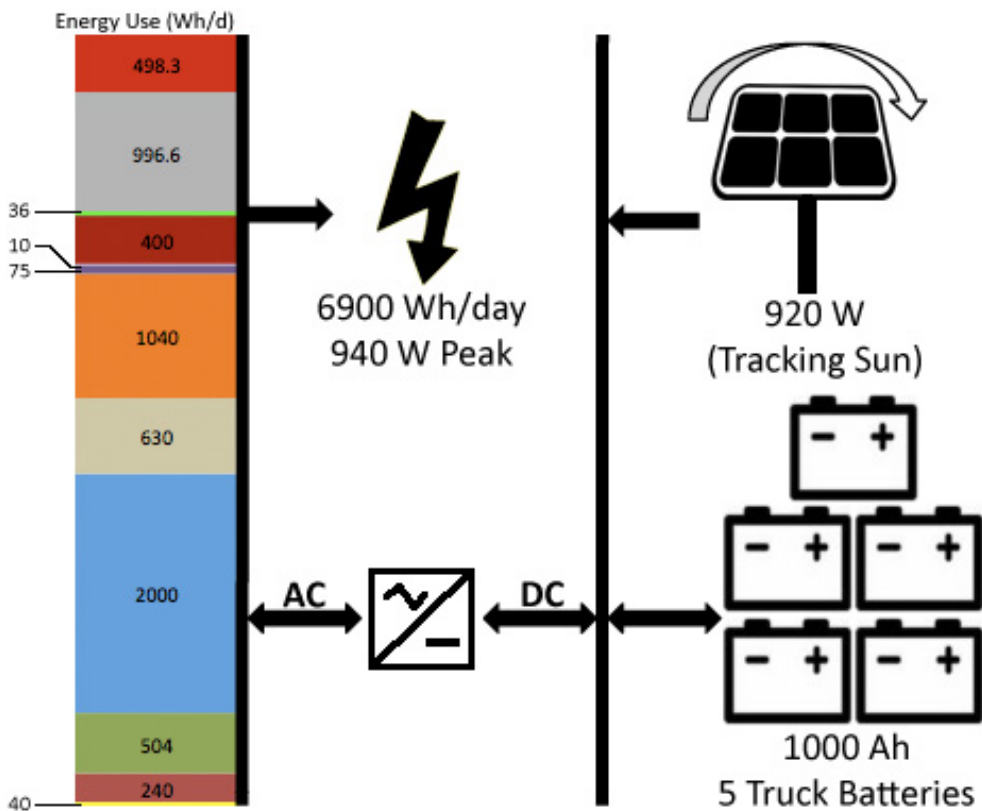 Energy Use (Wh/d)
498.3
996.6
36
400
10
75
1040
630
2000
504
240
40
6900 Wh/day
940 W Peak
AC
DC
920 W
(Tracking Sun)
1000 Ah
5 Truck Batteries